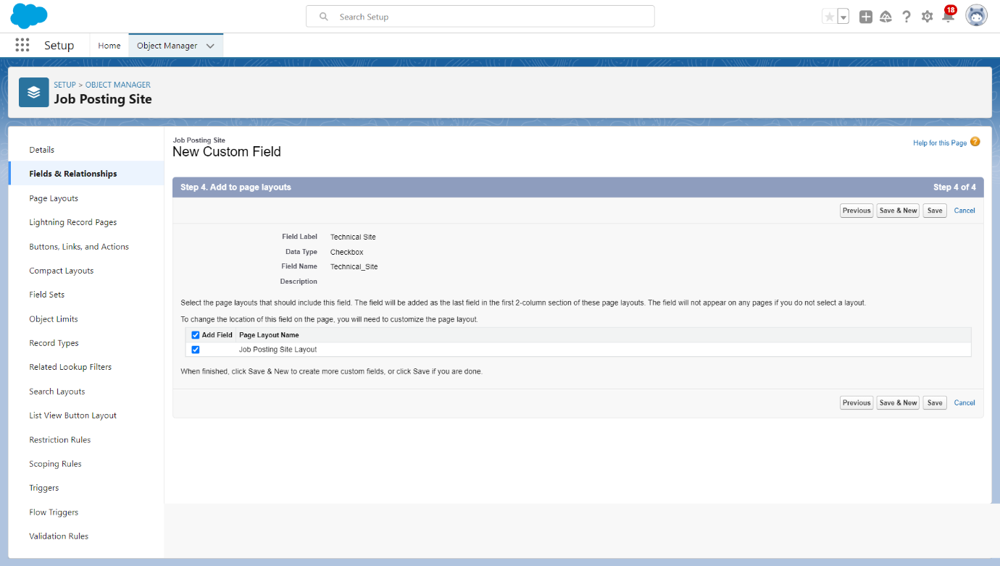 Search Setup
18
Setup
Home
Object Manager
SETUP > OBJECT MANAGER
Job Posting Site
Details
Fields & Relationships
Page Layouts
Lightning Record Pages
Buttons, Links, and Actions
Compact Layouts
Field Sets
Object Limits
Record Types
Related Lookup Filters
Search Layouts
List View Button Layout
Restriction Rules
Scoping Rules
Triggers
Flow Triggers
Validation Rules
Job Posting Site
New Custom Field
Help for this Page ?
Step 4. Add to page layouts Step 4 of 4
Previous Save & New Save Cancel
Field Label Technical Site
Data Type Checkbox
Field Name Technical_Site
Description
Select the page layouts that should include this field. The field will be added as the last field in the first 2-column section of these page layouts. The field will not appear on any pages if you do not select a layout.
To change the location of this field on the page, you will need to customize the page layout.
Add Field Page Layout Name
Job Posting Site Layout
When finished, click Save & New to create more custom fields, or click Save if you are done.
Previous Save & New Save Cancel